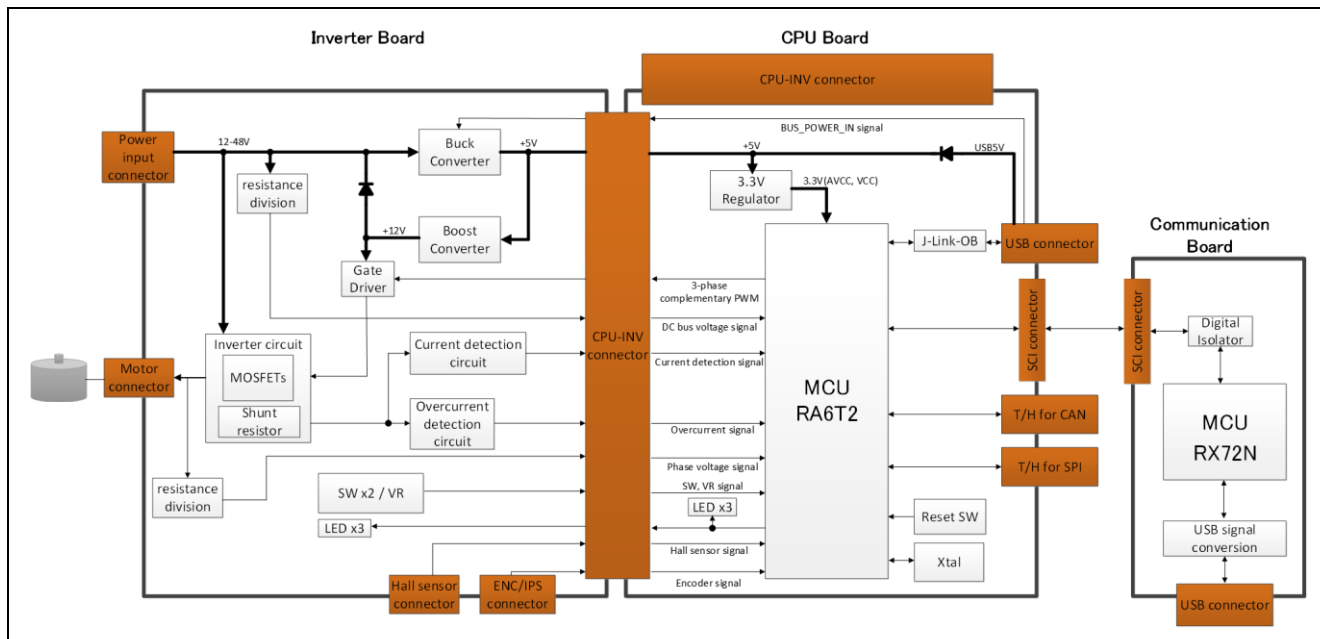 Inverter Board
CPU Board
CPU-INV connector
Power
input
connector
12-48V
Buck
Converter
+5V
BUS_POWER_IN signal
+5V
USB5V
resistance
division
3.3V
Regulator
3.3V(AVCC, VCC)
+12V
Boost
Converter
Gate
Driver
J-Link-OB
USB connector
Communication
Board
3-phase
complementary PWM
DC bus voltage signal
CPU-INV
connector
SCI connector
SCI connector
Digital
Isolator
Motor
connector
Inverter circuit
MOSFETs
Shunt
resistor
Current detection
circuit
Current detection signal
MCU
RA6T2
Overcurrent
detection circuit
Overcurrent signal
T/H for CAN
MCU
RX72N
Phase voltage signal
T/H for SPI
resistance
division
SW x2 / VR
SW, VR signal
LED x3
LED x3
Reset SW
USB signal
conversion
Hall sensor signal
Xtal
Hall sensor
connector
ENC/IPS
connector
Encoder signal
USB connector